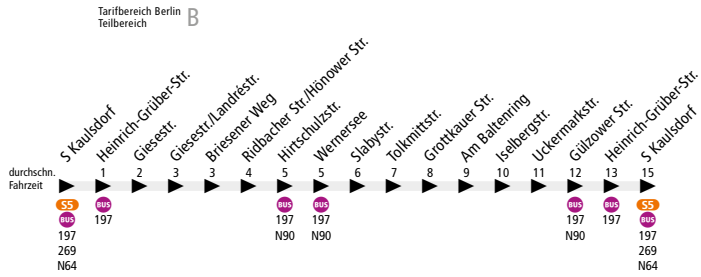 Tarifbereich Berlin
Teilbereich B
S Kaulsdorf
Heinrich-Grüber-Str.
Giesestr.
Giesestr./Landréstr.
Briesener Weg
Ridbacher Str./Hönower Str.
Hirtschulzstr.
Wernersee
Slabystr.
Tolkmittstr.
Grottkauer Str.
Am Baltenring
Iselbergstr.
Uckermarkstr.
Gülzower Str.
Heinrich-Grüber-Str.
S Kaulsdorf
durchschn. 1 2 3 3 4 5 5 6 7 8 9 10 11 12 13 15
Fahrzeit
S5 BUS BUS BUS BUS BUS S5
BUS 197 197 197 197 197 BUS
197 N90 N90 N90 197
269 269
N64 N64